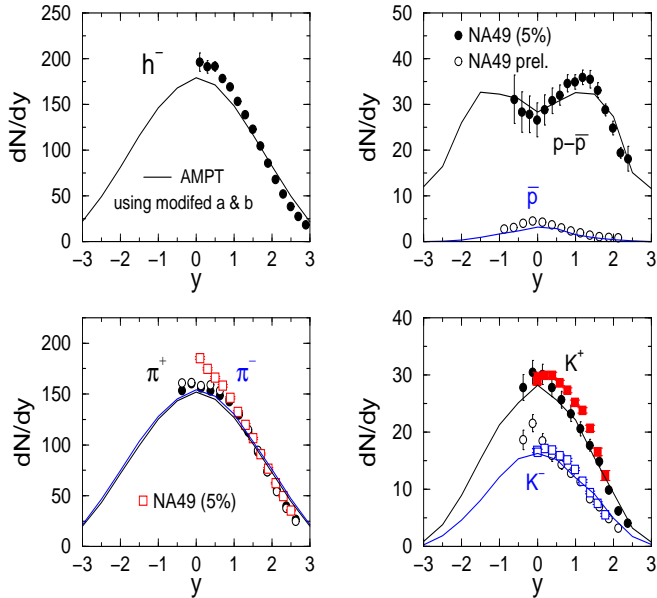 250
200
150
100
50
0
dN/dy
h⁻
AMPT
using modifed a & b
−3 −2 −1 0 1 2 3
y
50
40
30
20
10
0
dN/dy
NA49 (5%)
NA49 prel.
p−p̅
p̅
−3 −2 −1 0 1 2 3
y
200
150
100
50
0
dN/dy
π⁺
π⁻
NA49 (5%)
−3 −2 −1 0 1 2 3
y
40
30
20
10
0
dN/dy
K⁺
K⁻
−3 −2 −1 0 1 2 3
y